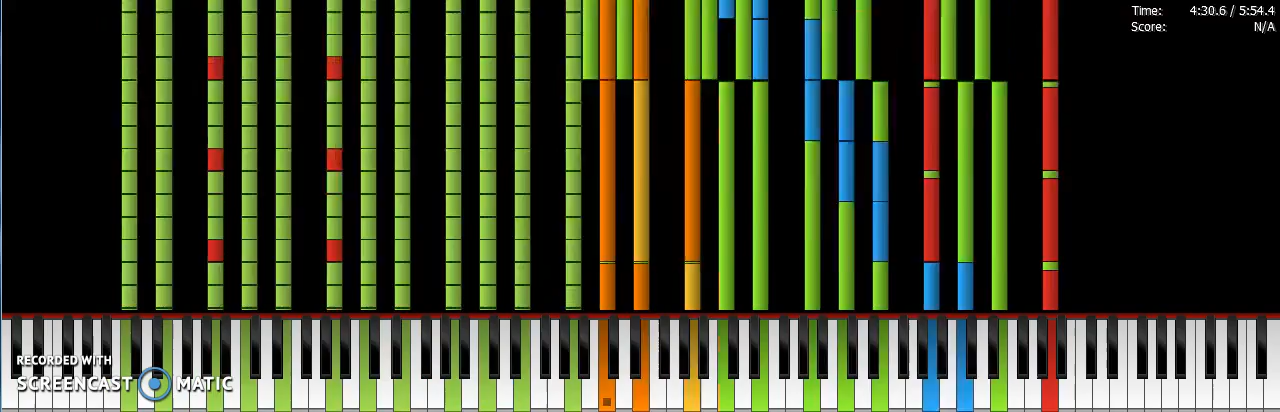 Time: 4:30.6 / 5:54.4
Score: N/A
RECORDED WITH
SCREENCAST MATIC